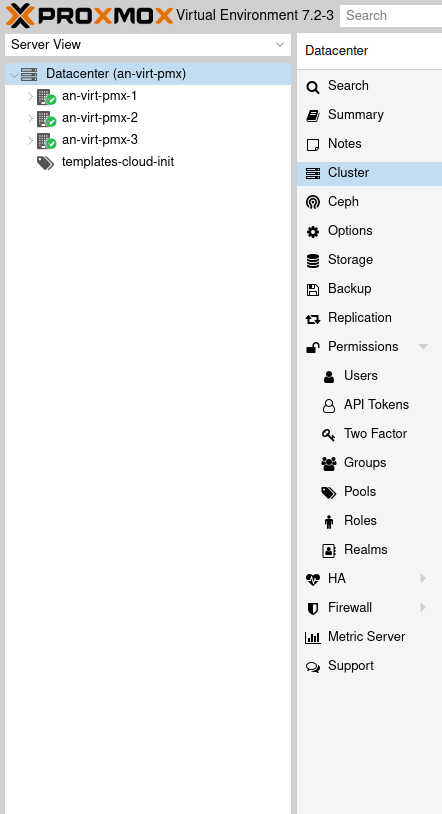 PROXMOX Virtual Environment 7.2-3 Search
Server View
Datacenter (an-virt-pmx)
an-virt-pmx-1
an-virt-pmx-2
an-virt-pmx-3
templates-cloud-init
Datacenter
Search
Summary
Notes
Cluster
Ceph
Options
Storage
Backup
Replication
Permissions
Users
API Tokens
Two Factor
Groups
Pools
Roles
Realms
HA
Firewall
Metric Server
Support